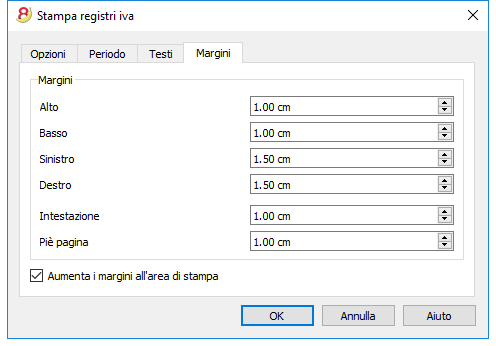 Stampa registri iva
Opzioni Periodo Testi Margini
Margini
Alto 1.00 cm
Basso 1.00 cm
Sinistro 1.50 cm
Destro 1.50 cm
Intestazione 1.00 cm
Piè pagina 1.00 cm
Aumenta i margini all'area di stampa
OK Annulla Aiuto